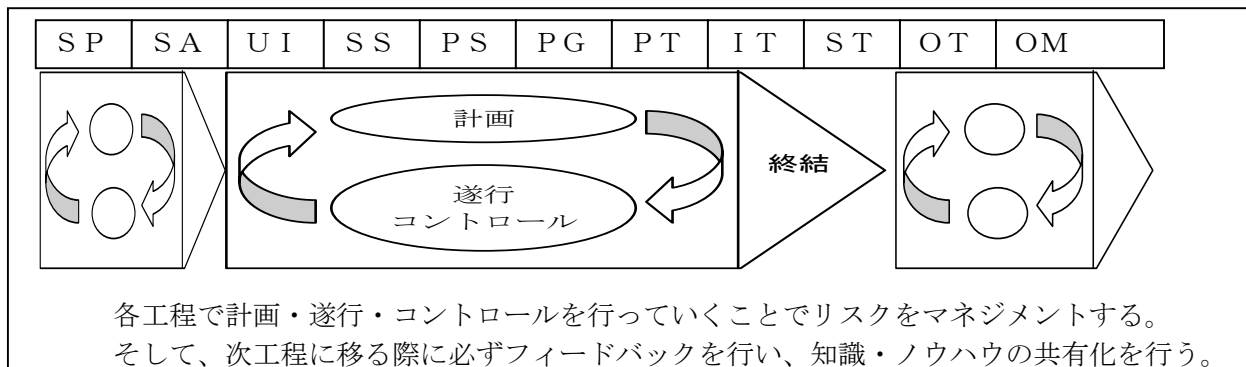 ＳＰ ＳＡ ＵＩ ＳＳ ＰＳ ＰＧ ＰＴ ＩＴ ＳＴ ＯＴ ＯＭ
計画
終結
遂行
コントロール
各工程で計画・遂行・コントロールを行っていくことでリスクをマネジメントする。
そして、次工程に移る際に必ずフィードバックを行い、知識・ノウハウの共有化を行う。